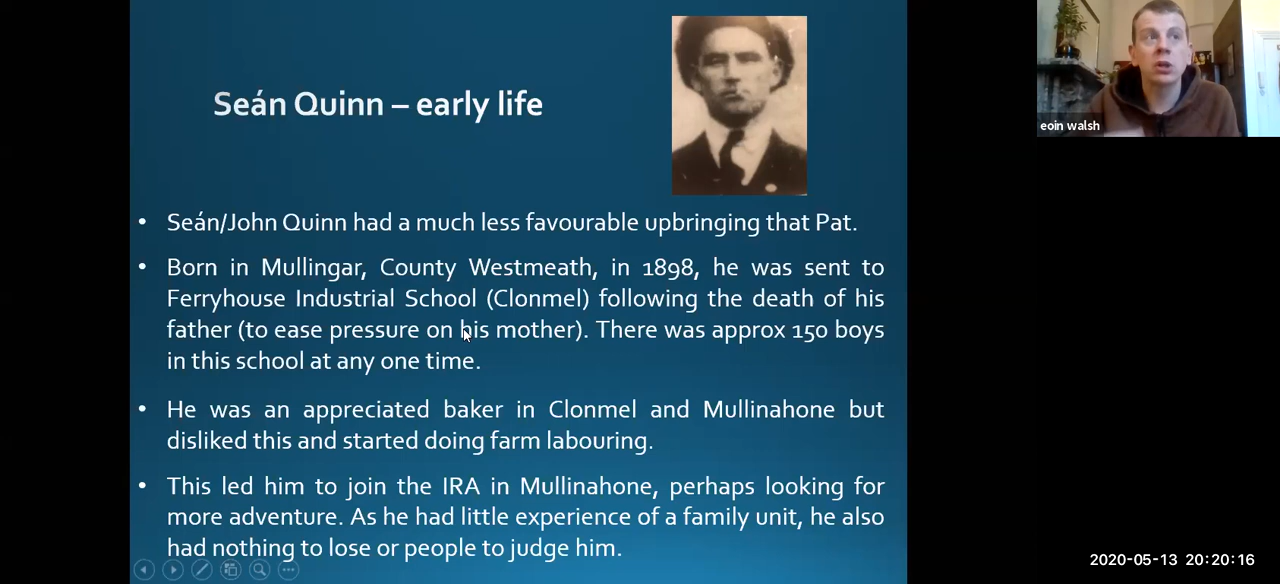 Seán Quinn – early life
eoin walsh
• Seán/John Quinn had a much less favourable upbringing that Pat.
• Born in Mullingar, County Westmeath, in 1898, he was sent to
Ferryhouse Industrial School (Clonmel) following the death of his
father (to ease pressure on his mother). There was approx 150 boys
in this school at any one time.
• He was an appreciated baker in Clonmel and Mullinahone but
disliked this and started doing farm labouring.
• This led him to join the IRA in Mullinahone, perhaps looking for
more adventure. As he had little experience of a family unit, he also
had nothing to lose or people to judge him.
2020-05-13 20:20:16